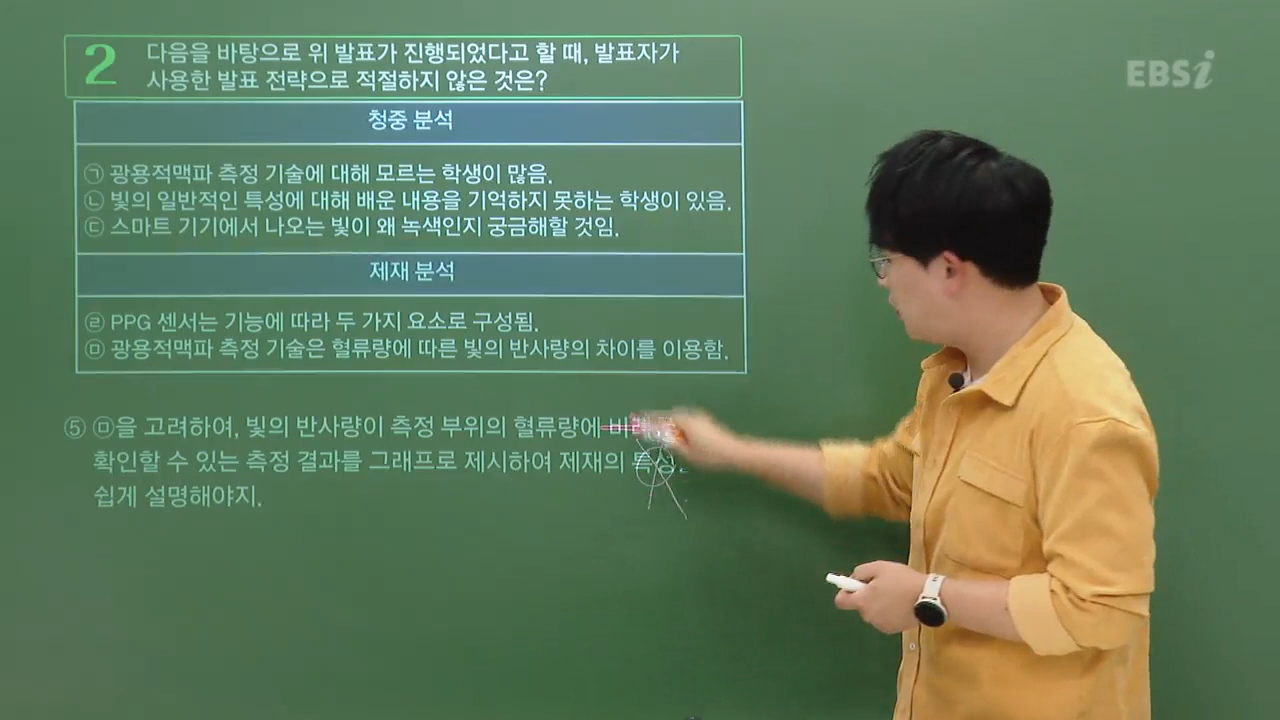 2
다음을 바탕으로 위 발표가 진행되었다고 할 때, 발표자가
사용한 발표 전략으로 적절하지 않은 것은?
EBSi
청중 분석
㉠ 광용적맥파 측정 기술에 대해 모르는 학생이 많음.
㉡ 빛의 일반적인 특성에 대해 배운 내용을 기억하지 못하는 학생이 있음.
㉢ 스마트 기기에서 나오는 빛이 왜 녹색인지 궁금해할 것임.
제재 분석
㉣ PPG 센서는 기능에 따라 두 가지 요소로 구성됨.
㉤ 광용적맥파 측정 기술은 혈류량에 따른 빛의 반사량의 차이를 이용함.
⑤ ㉤을 고려하여, 빛의 반사량이 측정 부위의 혈류량에
확인할 수 있는 측정 결과를 그래프로 제시하여 제재의
쉽게 설명해야지.